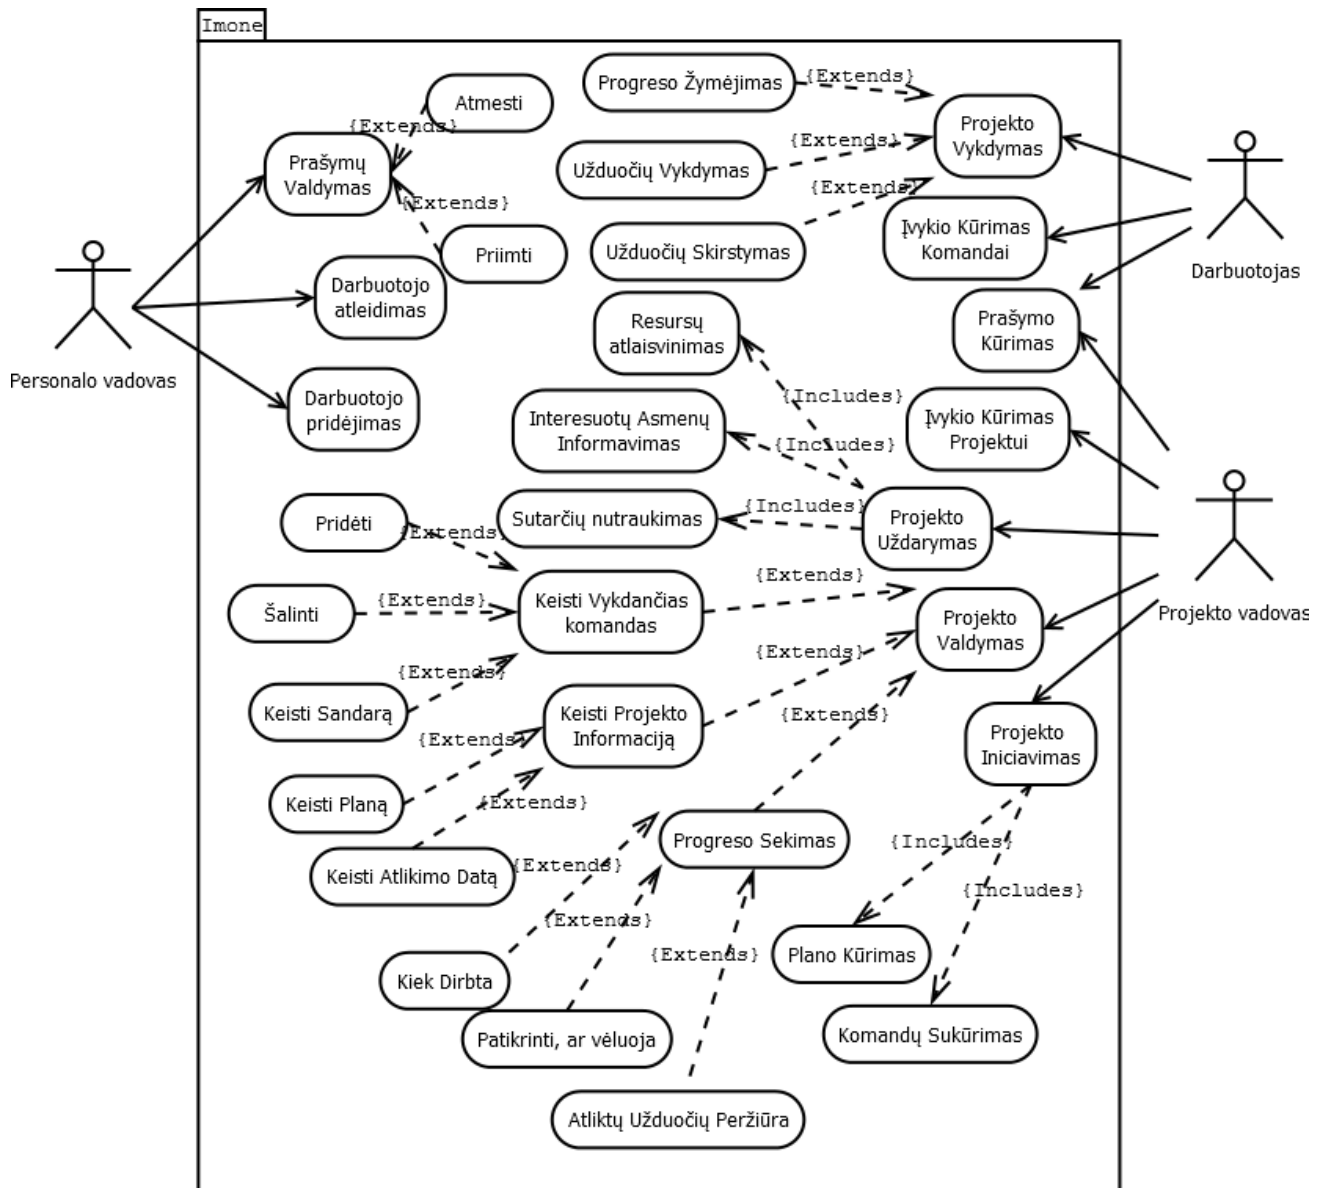 Imone
Progreso Žymėjimas
{Extends}
Atmesti
{Extends}
Projekto
Vykdymas
Prašymų
Valdymas
{Extends}
Užduočių Vykdymas
{Extends}
{Extends}
Įvykio Kūrimas
Komandai
Užduočių Skirstymas
Priimti
Darbuotojas
Darbuotojo
atleidimas
Resursų
atlaisvinimas
Prašymo
Kūrimas
Personalo vadovas
Darbuotojo
pridėjimas
{Includes}
Interesuotų Asmenų
Informavimas
{Includes}
Įvykio Kūrimas
Projektui
Pridėti
{Extends}
Sutarčių nutraukimas
{Includes}
Projekto
Uždarymas
{Extends}
Šalinti
{Extends}
Keisti Vykdančias
komandas
Projekto
Valdymas
Projekto vadovas
{Extends}
{Extends}
Keisti Sandarą
Keisti Projekto
Informaciją
{Extends}
{Extends}
Projekto
Iniciavimas
Keisti Planą
{Extends}
Progreso Sekimas
{Includes}
Keisti Atlikimo Datą
{Extends}
{Includes}
{Extends}
{Extends}
Plano Kūrimas
Kiek Dirbta
Patikrinti, ar vėluoja
Komandų Sukūrimas
Atliktų Užduočių Peržiūra